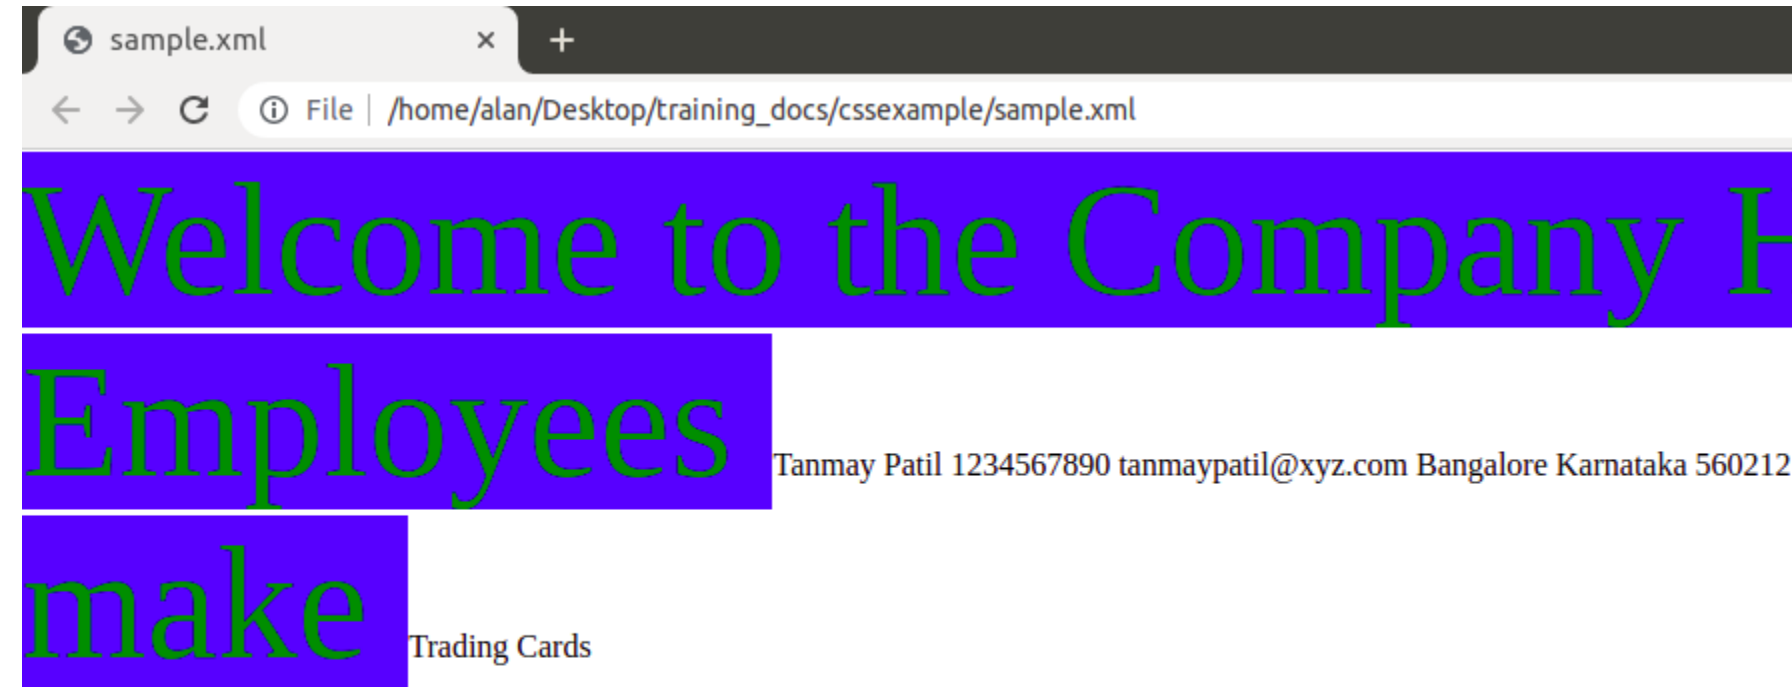 sample.xml
File /home/alan/Desktop/training_docs/cssexample/sample.xml
Welcome to the Company H
Employees Tanmay Patil 1234567890 tanmaypatil@xyz.com Bangalore Karnataka 560212
make Trading Cards